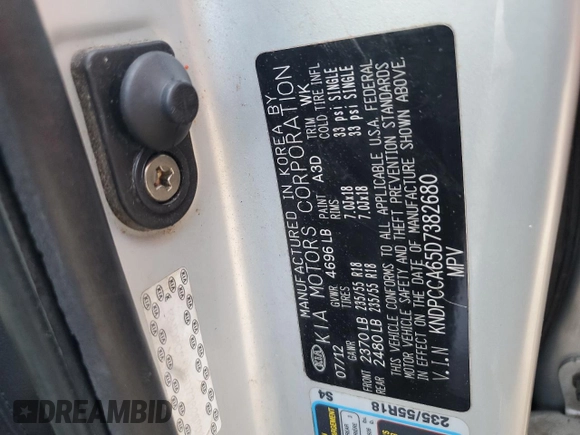 MANUFACTURED IN KOREA BY
KIA KIA MOTORS CORPORATION
07/12 GVWR 4696 LB PAINT A3D TRIM WK
GAWR TIRES RIMS COLD TIRE INFL
FRONT 2370 LB 235/55 R18 7.0JX18 33 psi SINGLE
REAR 2480 LB 235/55 R18 7.0JX18 33 psi SINGLE
THIS VEHICLE CONFORMS TO ALL APPLICABLE U.S.A. FEDERAL
MOTOR VEHICLE SAFETY AND THEFT PREVENTION STANDARDS
IN EFFECT ON THE DATE OF MANUFACTURE SHOWN ABOVE.
V.I.N KNDPCCA65D7382680
MPV
S4
235/55R18
DREAMBID